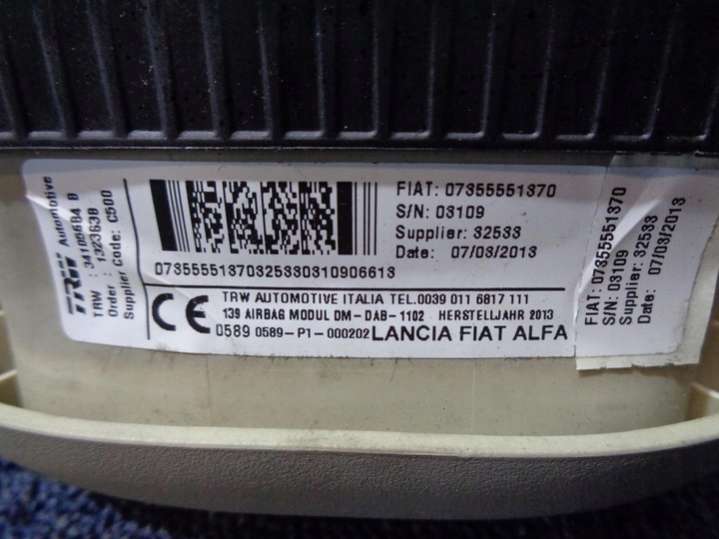 TRW Automotive
TRW : 34102684 B
Order : 1323638
Supplier Code: C500
FIAT: 07355551370
S/N: 03109
Supplier: 32533
Date: 07/03/2013
07355551370325330310906613
TRW AUTOMOTIVE ITALIA TEL.0039 011 6817 111
139 AIRBAG MODUL DM-DAB-1102 HERSTELLJAHR 2013
CE 0589 0589-P1-000202 LANCIA FIAT ALFA
FIAT: 07355551370
S/N: 03109
Supplier: 32533
Date: 07/03/2013